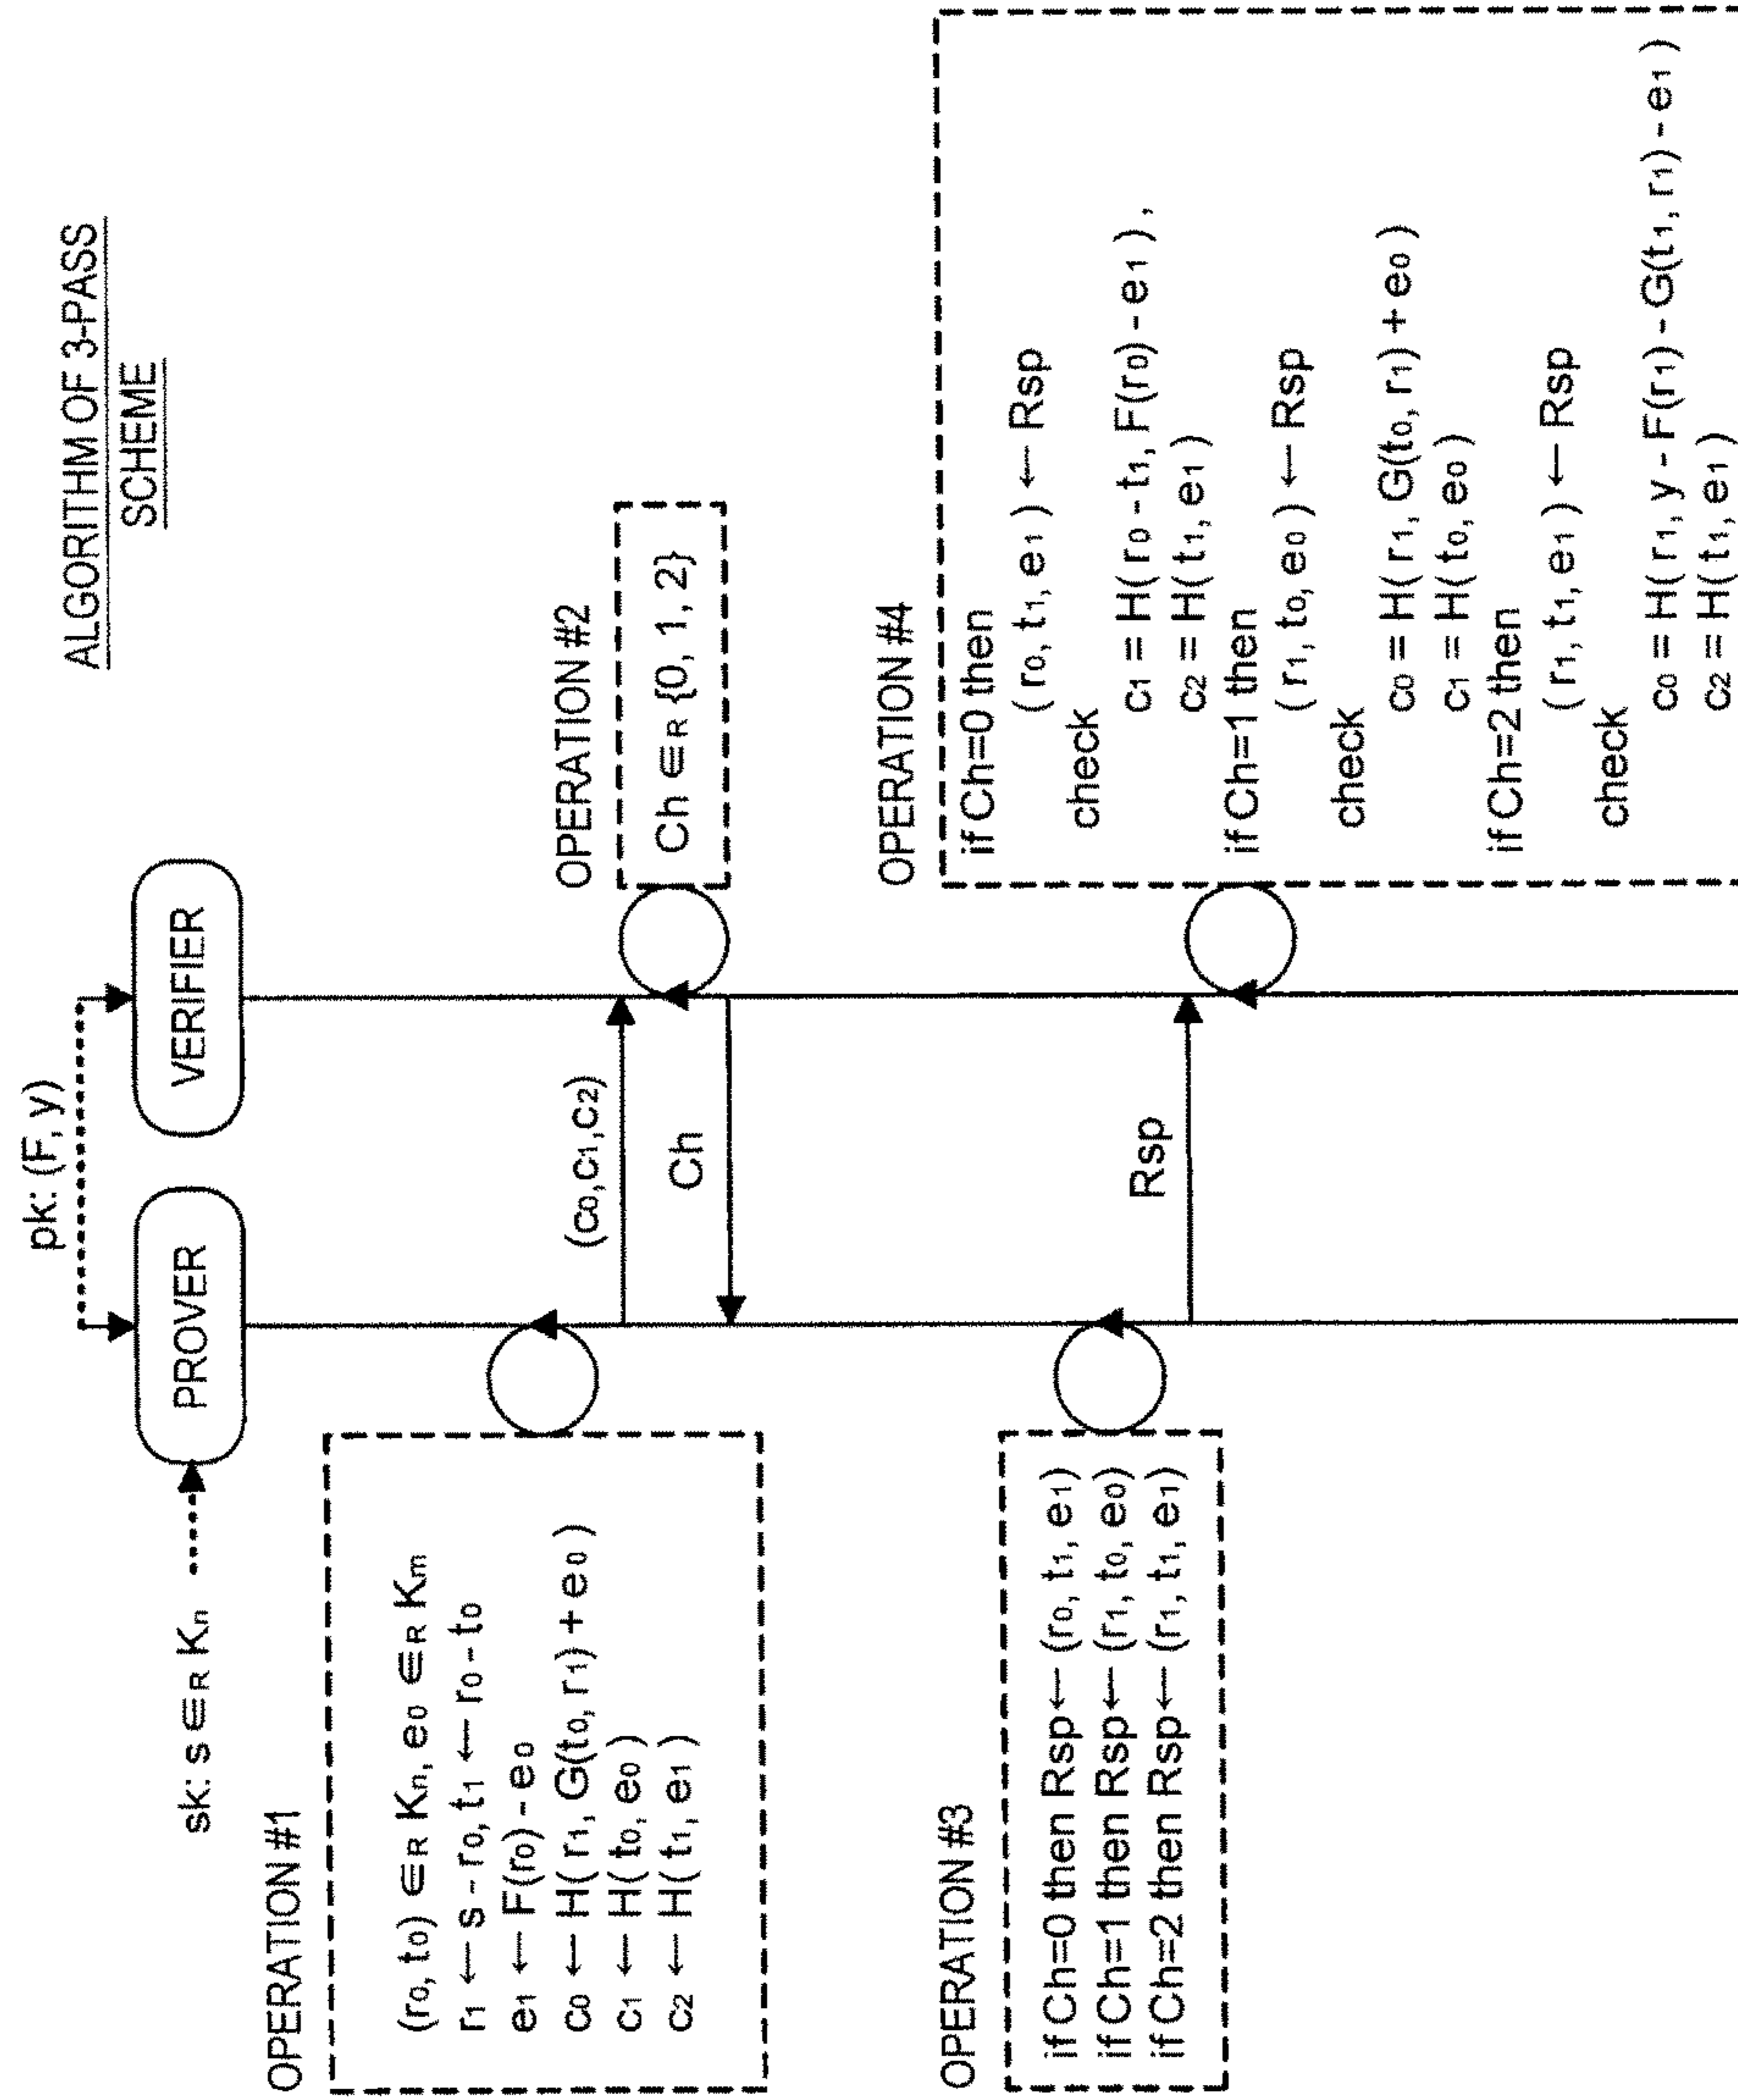 ALGORITHM OF 3-PASS
SCHEME
pk: (F, y)
sk: s ∈R Kn
PROVER
VERIFIER
OPERATION #1
(r0, t0) ∈R Kn, e0 ∈R Km
r1 ← s - r0, t1 ← r0 - t0
e1 ← F(r0) - e0
c0 ← H( r1, G(t0, r1) + e0 )
c1 ← H( t0, e0 )
c2 ← H( t1, e1 )
(c0,c1,c2)
OPERATION #2
Ch ∈R {0, 1, 2}
Ch
OPERATION #3
if Ch=0 then Rsp ← (r0, t1, e1)
if Ch=1 then Rsp ← (r1, t0, e0)
if Ch=2 then Rsp ← (r1, t1, e1)
Rsp
OPERATION #4
if Ch=0 then
( r0, t1, e1 ) ← Rsp
check
c1 = H( r0 - t1, F(r0) - e1 ) ,
c2 = H( t1, e1 )
if Ch=1 then
( r1, t0, e0 ) ← Rsp
check
c0 = H( r1, G(t0, r1) + e0 )
c1 = H( t0, e0 )
if Ch=2 then
( r1, t1, e1 ) ← Rsp
check
c0 = H( r1, y - F(r1) - G(t1, r1) - e1 )
c2 = H( t1, e1 )